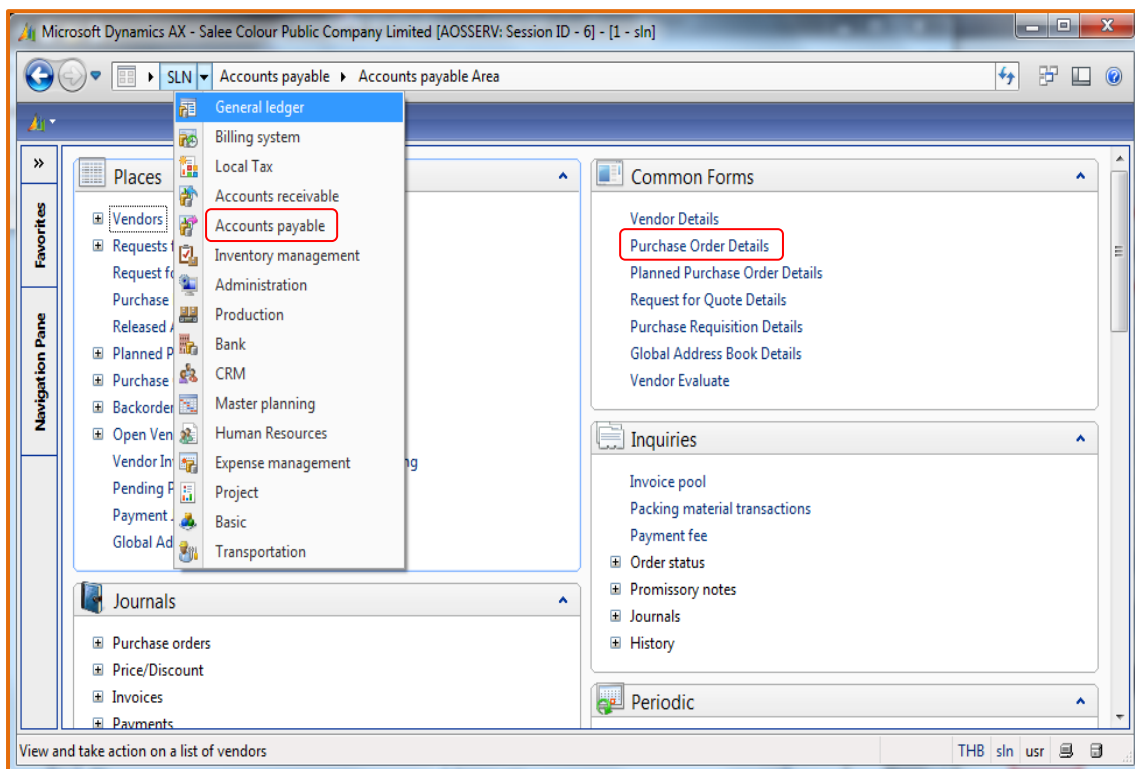 Microsoft Dynamics AX - Salee Colour Public Company Limited [AOSSERV: Session ID - 6] - [1 - sln]
SLN Accounts payable Accounts payable Area
General ledger
Billing system
Local Tax
Accounts receivable
Accounts payable
Inventory management
Administration
Production
Bank
CRM
Master planning
Human Resources
Expense management
Project
Basic
Transportation
Favorites
Navigation Pane
Places
Vendors
Requests
Request
Purchase
Released
Planned
Purchase
Backorder
Open
Vendor
Pending
Payment
Global
Journals
Purchase orders
Price/Discount
Invoices
Payments
Common Forms
Vendor Details
Purchase Order Details
Planned Purchase Order Details
Request for Quote Details
Purchase Requisition Details
Global Address Book Details
Vendor Evaluate
Inquiries
Invoice pool
Packing material transactions
Payment fee
Order status
Promissory notes
Journals
History
Periodic
View and take action on a list of vendors
THB sln usr